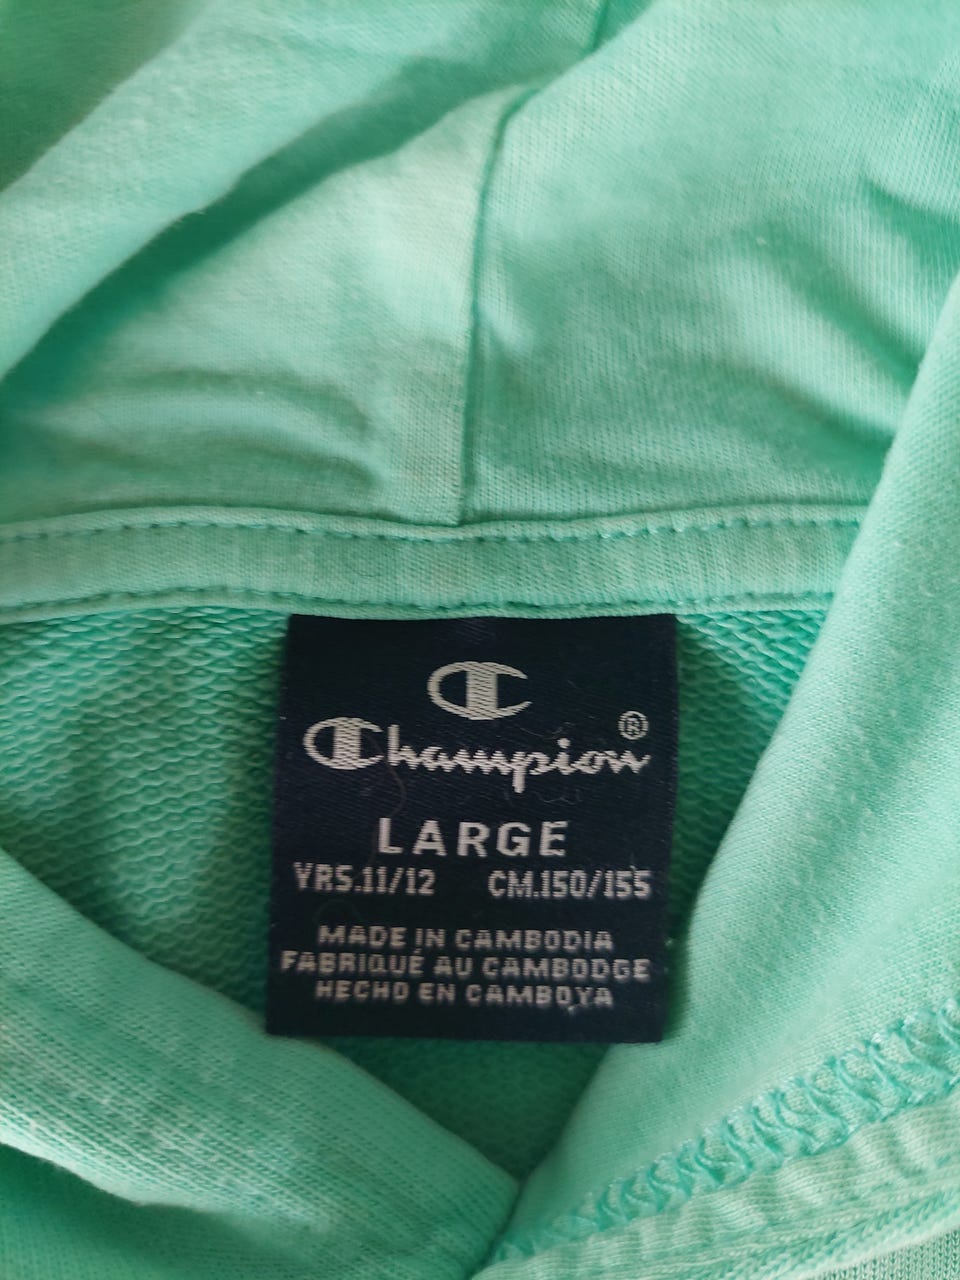 Champion®
LARGE
YRS.11/12 CM.150/155
MADE IN CAMBODIA
FABRIQUÉ AU CAMBODGE
HECHO EN CAMBOYA